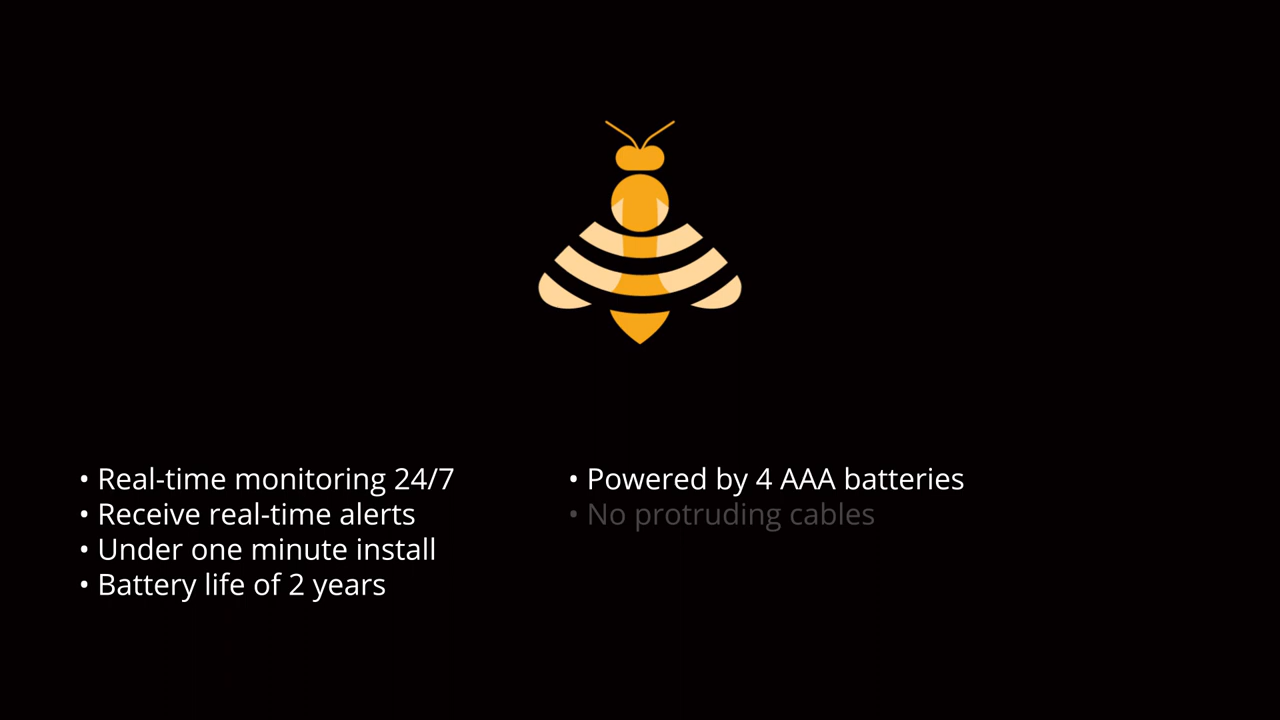 • Real-time monitoring 24/7
• Receive real-time alerts
• Under one minute install
• Battery life of 2 years
• Powered by 4 AAA batteries
• No protruding cables